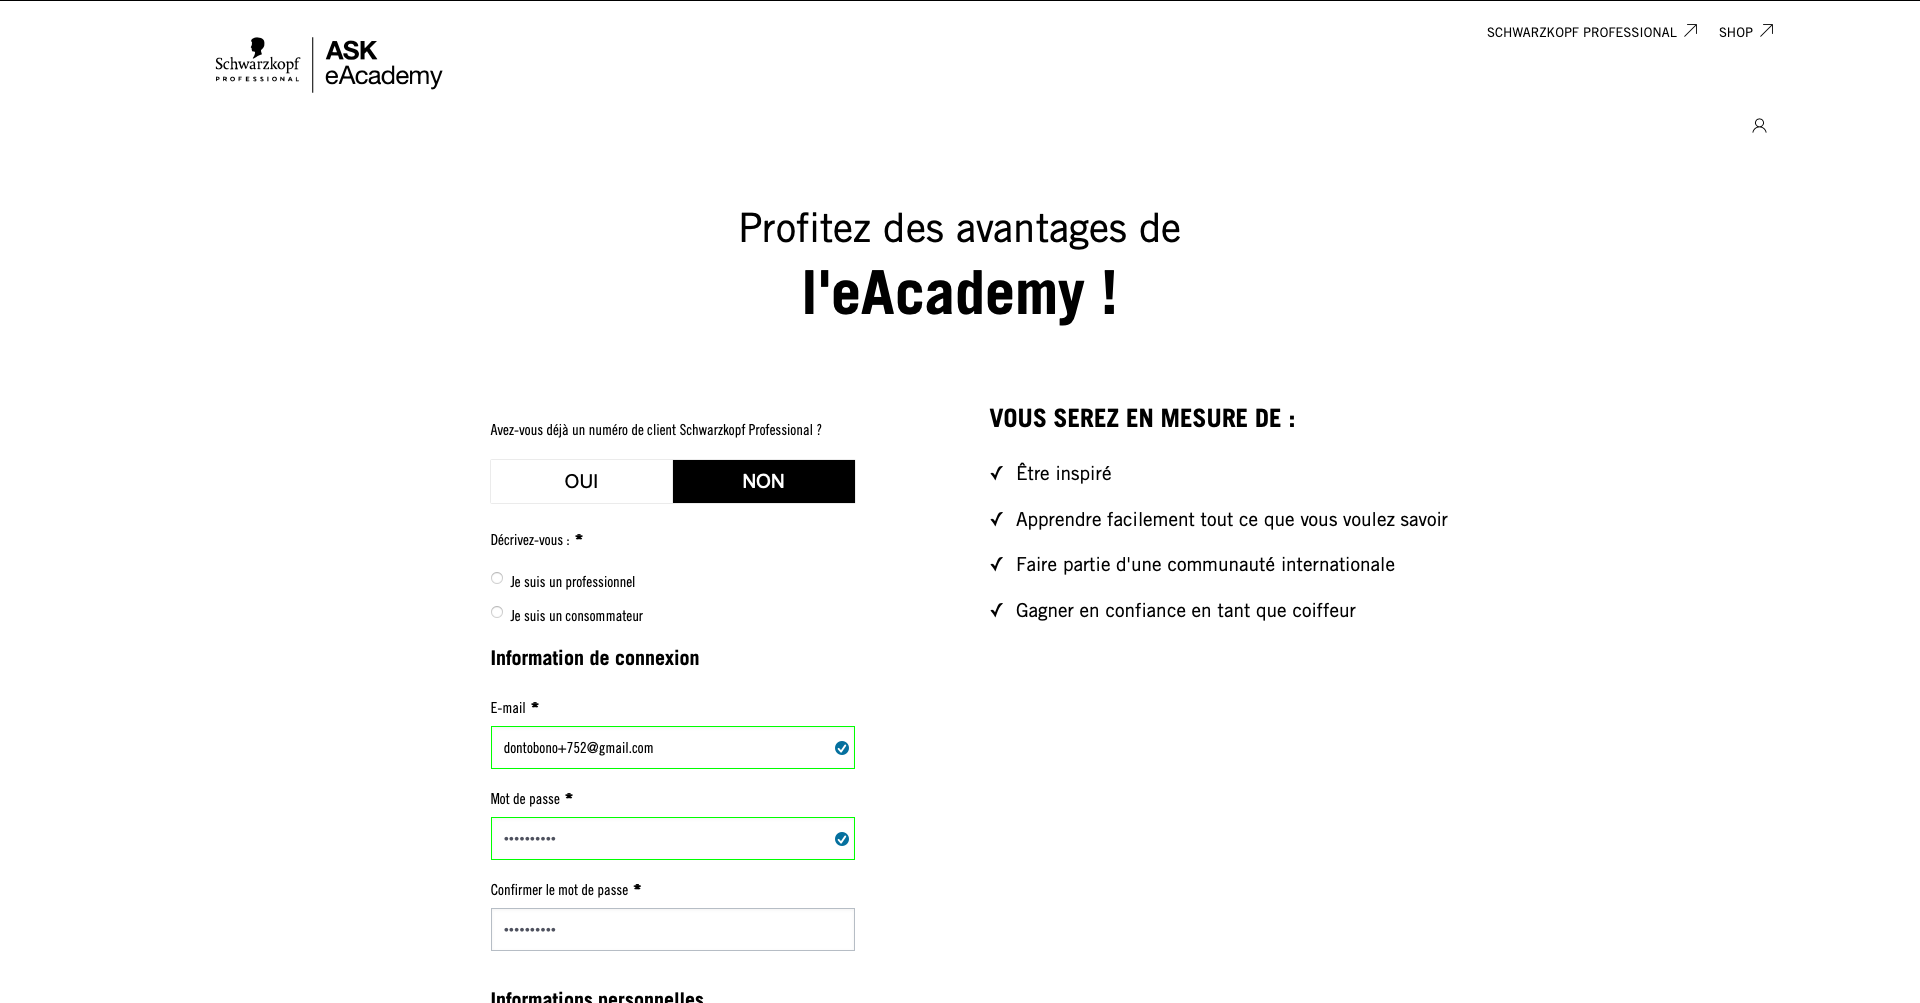 SCHWARZKOPF PROFESSIONAL
SHOP
Schwarzkopf
PROFESSIONAL
ASK
eAcademy
Profitez des avantages de
l'eAcademy !
Avez-vous déjà un numéro de client Schwarzkopf Professional ?
OUI
NON
Décrivez-vous : *
Je suis un professionnel
Je suis un consommateur
Information de connexion
E-mail *
dontobono+752@gmail.com
Mot de passe *
••••••••••
Confirmer le mot de passe *
••••••••••
Informations personnelles
VOUS SEREZ EN MESURE DE :
✓ Être inspiré
✓ Apprendre facilement tout ce que vous voulez savoir
✓ Faire partie d'une communauté internationale
✓ Gagner en confiance en tant que coiffeur